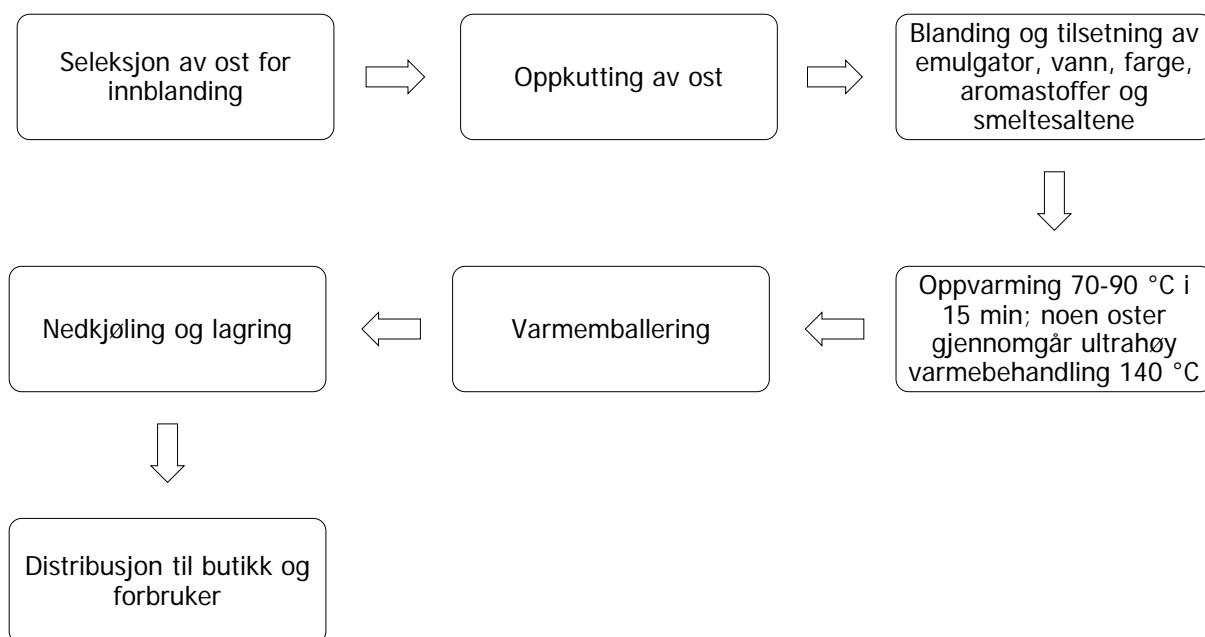 Seleksjon av ost for
innblanding
Oppkutting av ost
Blanding og tilsetning av
emulgator, vann, farge,
aromastoffer og
smeltesaltene
Oppvarming 70-90 °C i
15 min; noen oster
gjennomgår ultrahøy
varmebehandling 140 °C
Varmemballering
Nedkjøling og lagring
Distribusjon til butikk og
forbruker